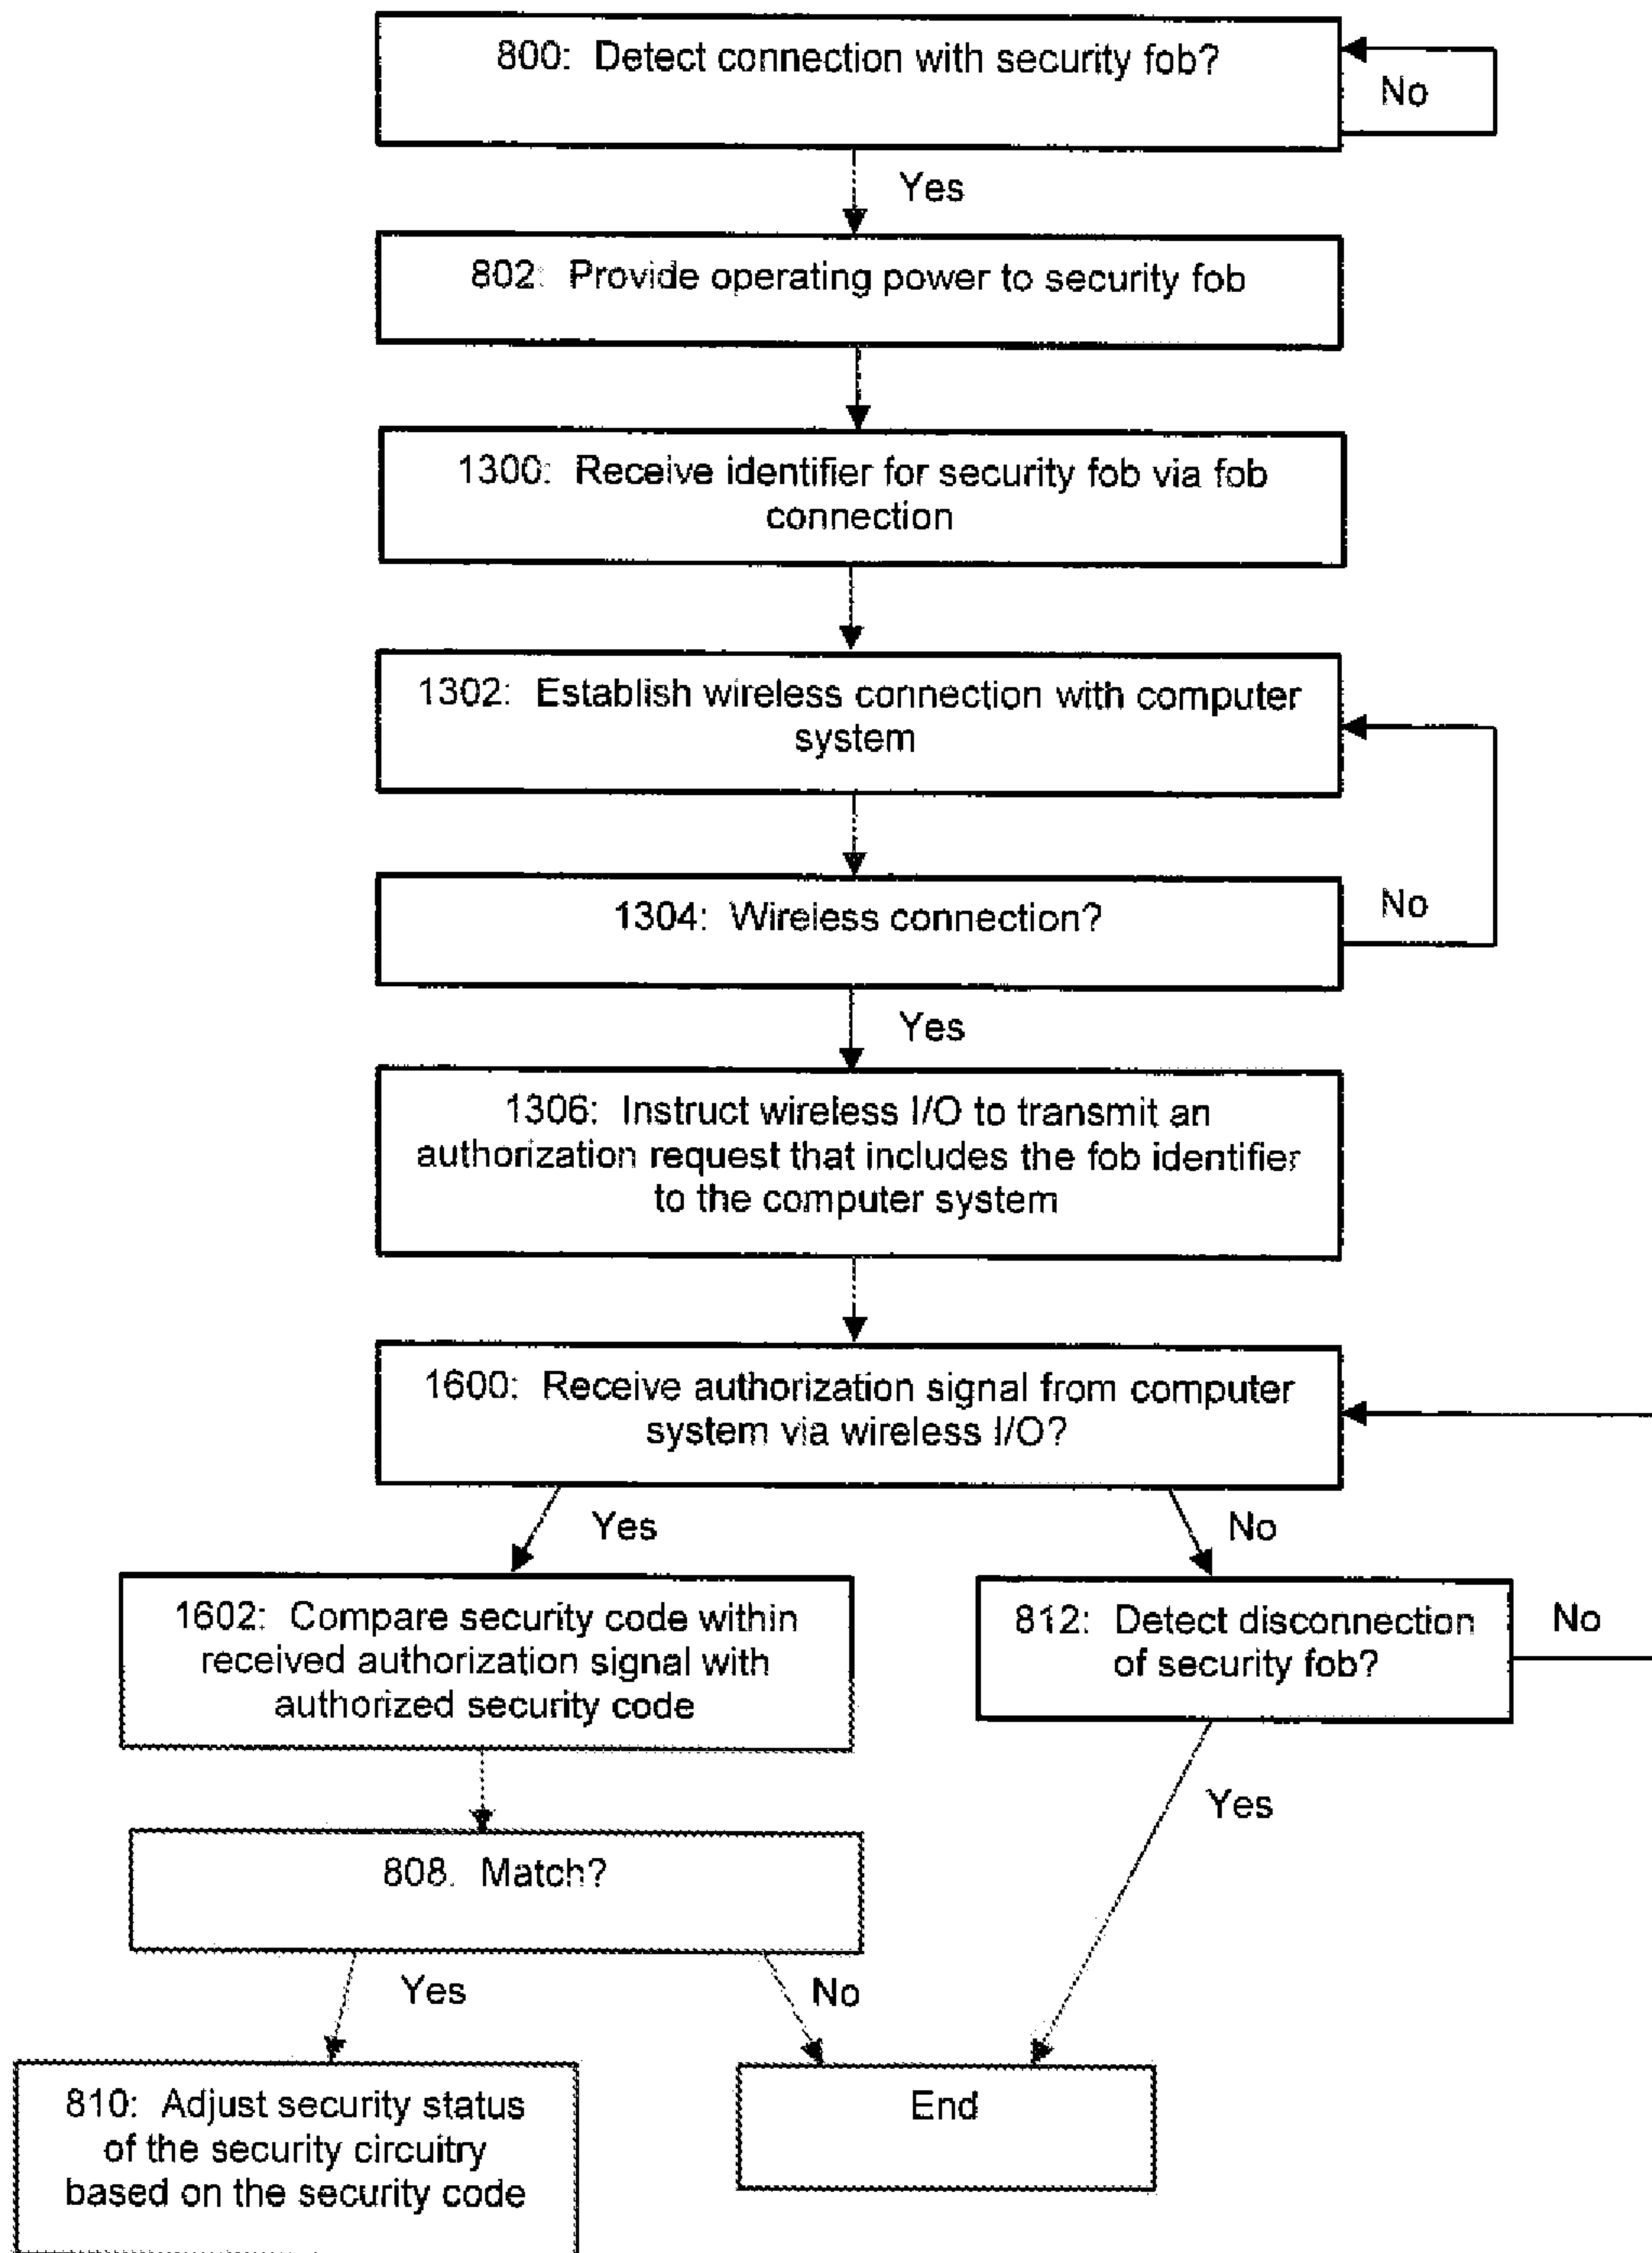 800: Detect connection with security fob?
No
Yes
802: Provide operating power to security fob
1300: Receive identifier for security fob via fob
connection
1302: Establish wireless connection with computer
system
1304: Wireless connection?
No
Yes
1306: Instruct wireless I/O to transmit an
authorization request that includes the fob identifier
to the computer system
1600: Receive authorization signal from computer
system via wireless I/O?
Yes
No
1602: Compare security code within
received authorization signal with
authorized security code
812: Detect disconnection
of security fob?
No
Yes
808. Match?
Yes
No
810: Adjust security status
of the security circuitry
based on the security code
End